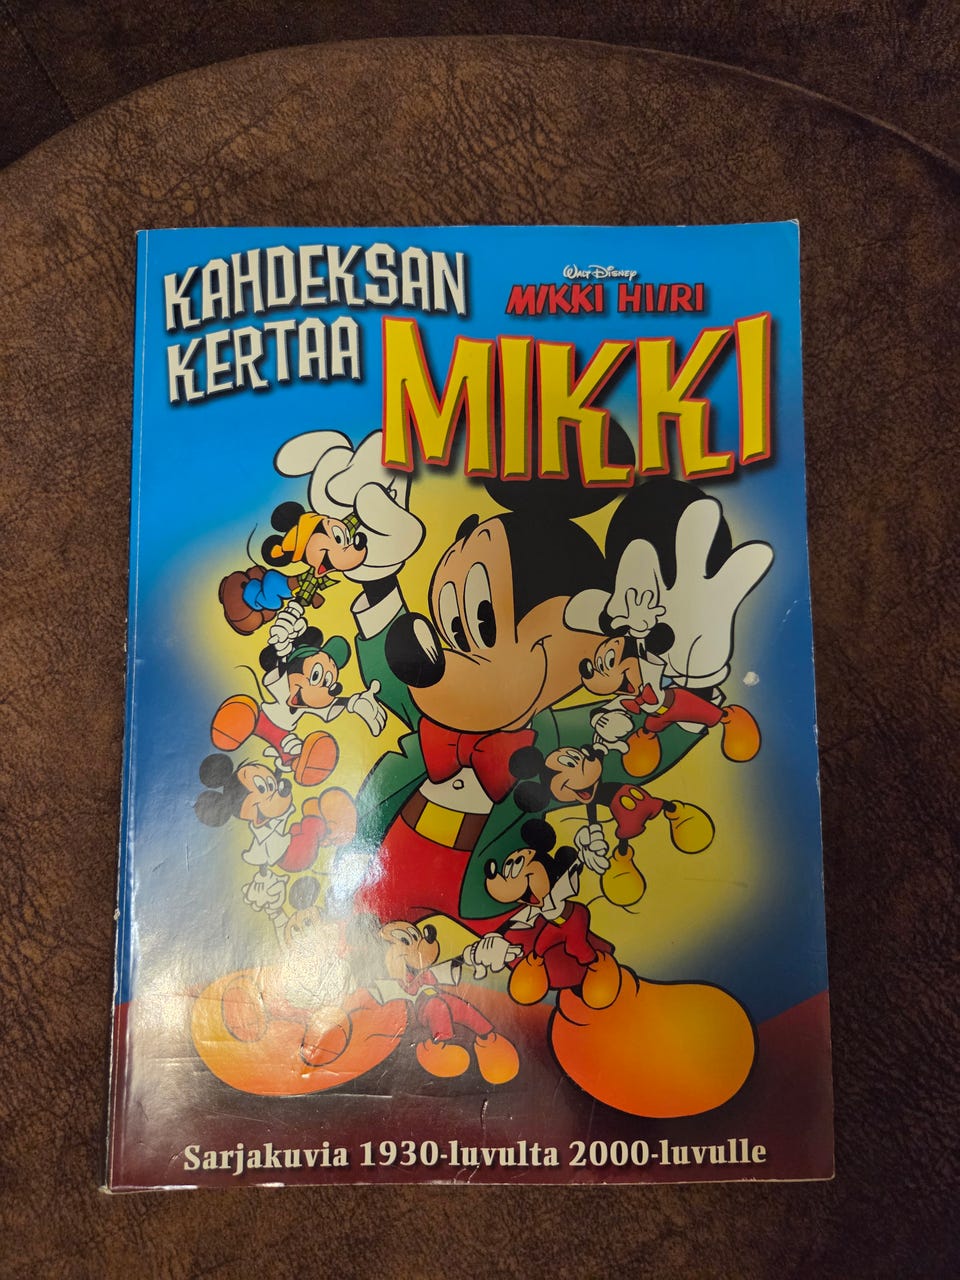 KAHDEKSAN
KERTAA
WALT DISNEY
MIKKI HIIRI
MIKKI
Sarjakuvia 1930-luvulta 2000-luvulle